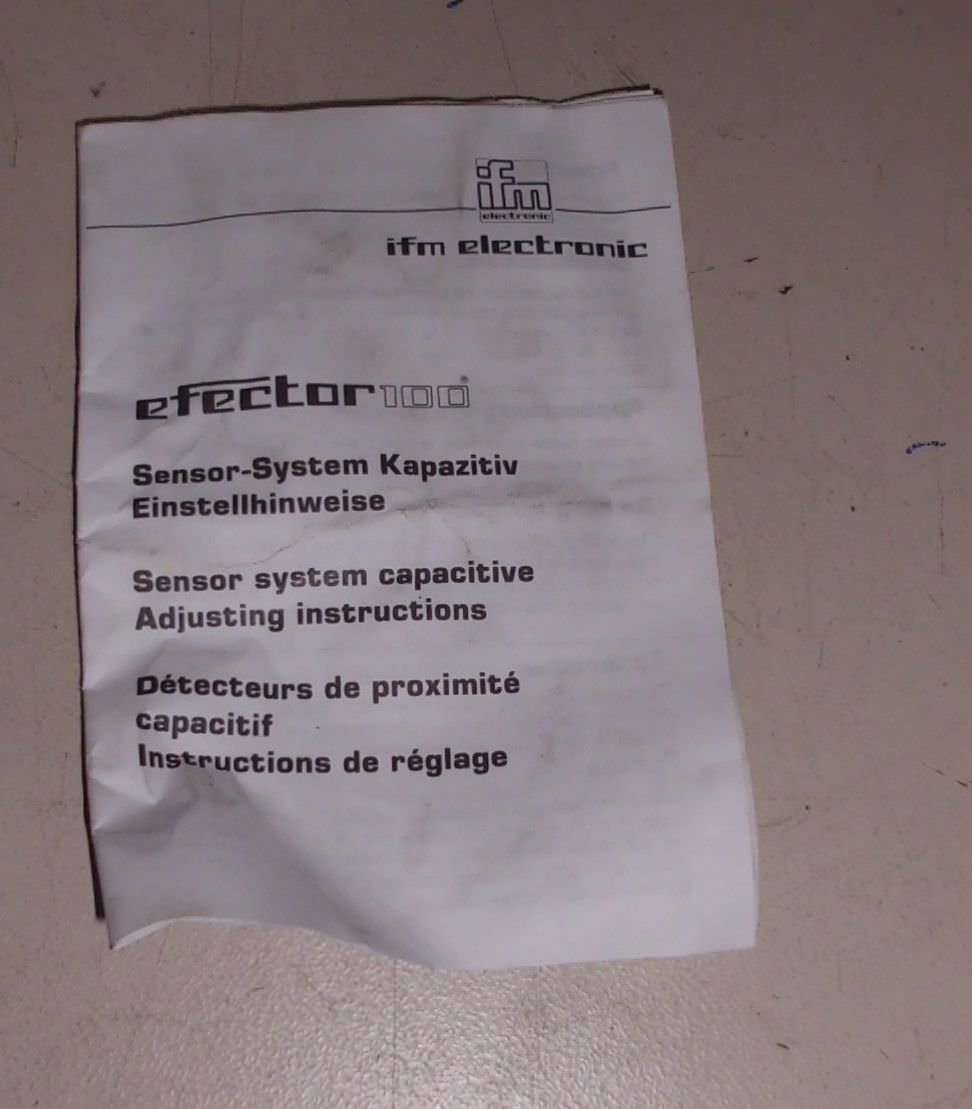 ifm
electronic
ifm electronic
efector100®
Sensor-System Kapazitiv
Einstellhinweise
Sensor system capacitive
Adjusting instructions
Détecteurs de proximité
capacitif
Instructions de réglage